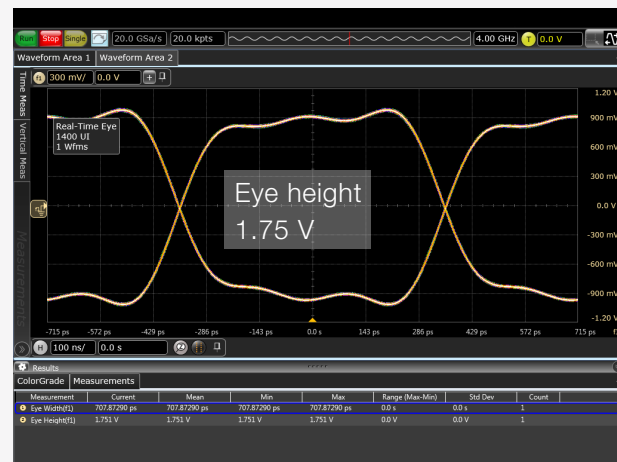 Run Stop Single 20.0 GSa/s 20.0 kpts 4.00 GHz T 0.0 V
Waveform Area 1 Waveform Area 2
Time Meas
Vertical Meas
Measurements
f1 300 mV/ 0.0 V +
Real-Time Eye
1400 UI
1 Wfms
Eye height
1.75 V
1.20 V
900 mV
600 mV
300 mV
0.0 V
-300 mV
-600 mV
-900 mV
-1.20 V
-715 ps -572 ps -429 ps -286 ps -143 ps 0.0 s 143 ps 286 ps 429 ps 572 ps 715 ps
H 100 ns/ 0.0 s
Results
ColorGrade Measurements
Measurement Current Mean Min Max Range (Max-Min) Std Dev Count
1 Eye Width(f1) 707.87290 ps 707.87290 ps 707.87290 ps 707.87290 ps 0.0 s 0.0 s 1
2 Eye Height(f1) 1.751 V 1.751 V 1.751 V 1.751 V 0.0 V 0.0 V 1